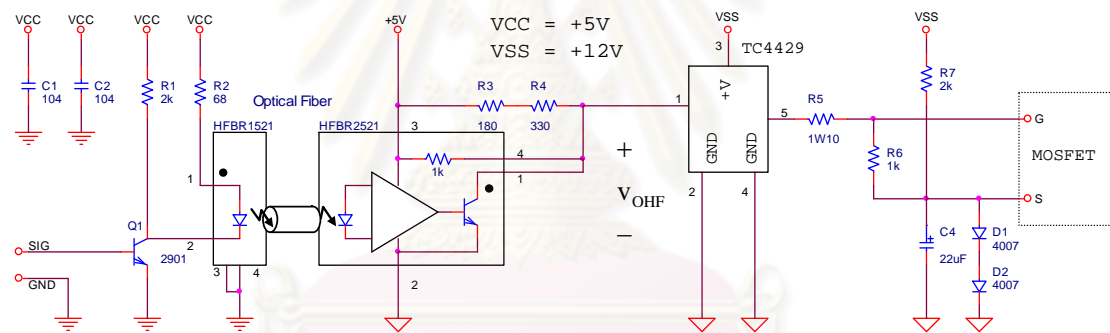 VCC VCC VCC VCC +5V VCC = +5V VSS VSS
VSS = +12V
3 TC4429
C1 104
C2 104
R1 2k
R2 68
Optical Fiber
HFBR1521
HFBR2521
3
R3 180
R4 330
1k
4
1
1
+V
GND GND
5
2 4
R5 1W10
R6 1k
R7 2k
G
MOSFET
S
+
VOHF
−
1
2
3 4
2
Q1
2901
SIG
GND
C4 22uF
D1 4007
D2 4007